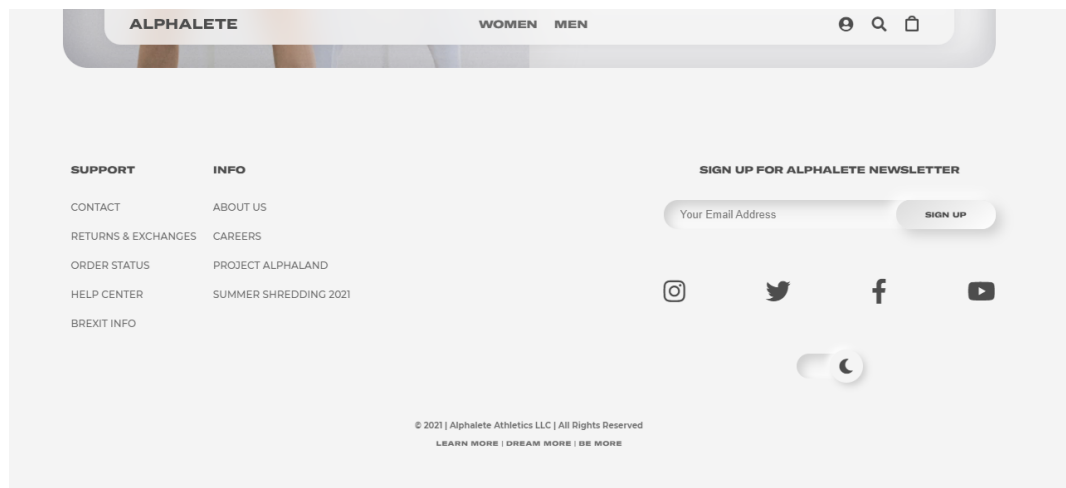 ALPHALETE
WOMEN MEN
SUPPORT
CONTACT
RETURNS & EXCHANGES
ORDER STATUS
HELP CENTER
BREXIT INFO
INFO
ABOUT US
CAREERS
PROJECT ALPHALAND
SUMMER SHREDDING 2021
SIGN UP FOR ALPHALETE NEWSLETTER
Your Email Address
SIGN UP
© 2021 | Alphalete Athletics LLC | All Rights Reserved
LEARN MORE | DREAM MORE | BE MORE